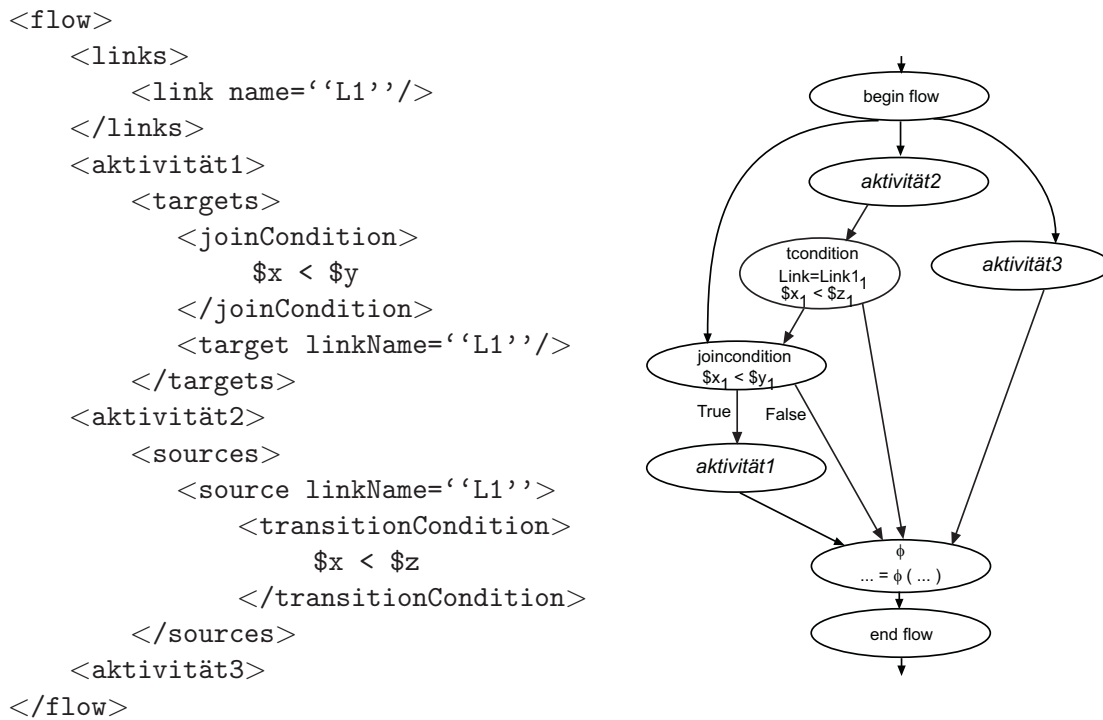 <flow>
<links>
<link name=‘‘L1’’/>
</links>
<aktivität1>
<targets>
<joinCondition>
$x < $y
</joinCondition>
<target linkName=‘‘L1’’/>
</targets>
<aktivität2>
<sources>
<source linkName=‘‘L1’’>
<transitionCondition>
$x < $z
</transitionCondition>
</sources>
<aktivität3>
</flow>
begin flow
aktivität2
tcondition
Link=Link1₁
$x₁ < $z₁
aktivität3
joincondition
$x₁ < $y₁
True False
aktivität1
ϕ
... = ϕ ( ... )
end flow